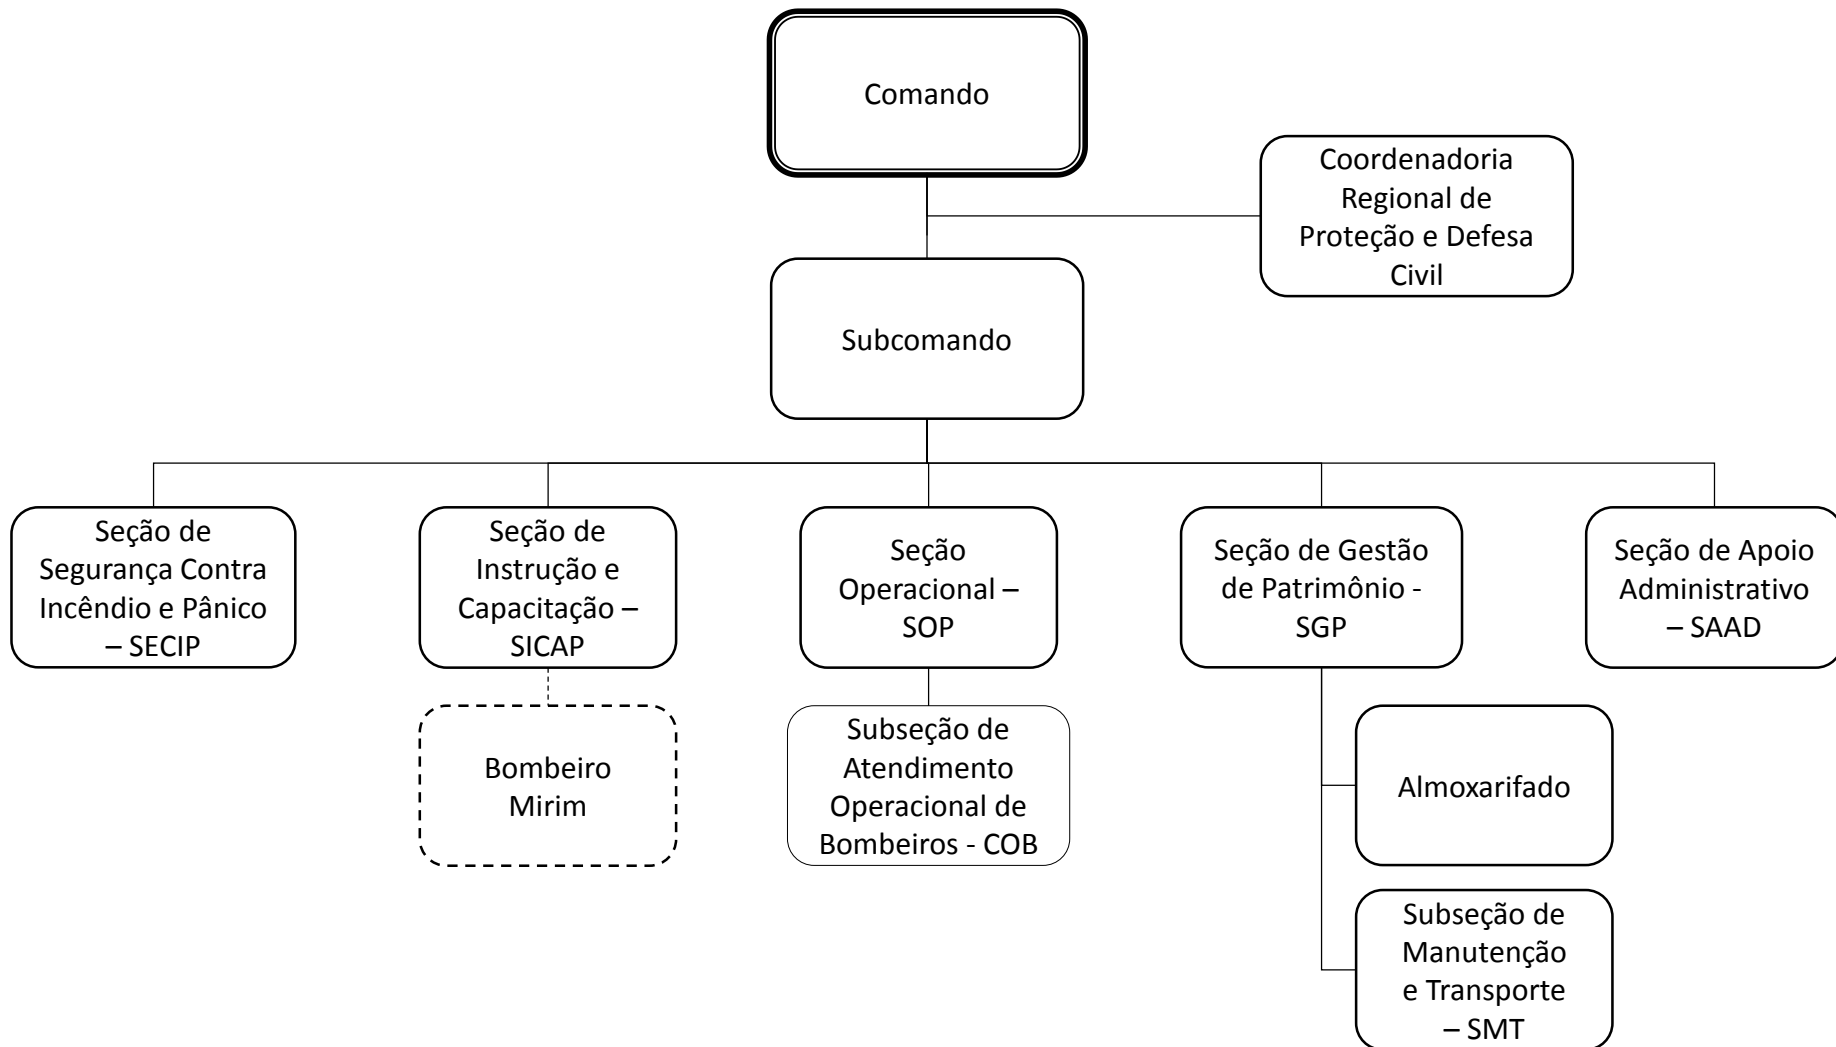 Comando
Coordenadoria
Regional de
Proteção e Defesa
Civil
Subcomando
Seção de
Segurança Contra
Incêndio e Pânico
– SECIP
Seção de
Instrução e
Capacitação –
SICAP
Seção
Operacional –
SOP
Seção de Gestão
de Patrimônio -
SGP
Seção de Apoio
Administrativo
– SAAD
Bombeiro
Mirim
Subseção de
Atendimento
Operacional de
Bombeiros - COB
Almoxarifado
Subseção de
Manutenção
e Transporte
– SMT